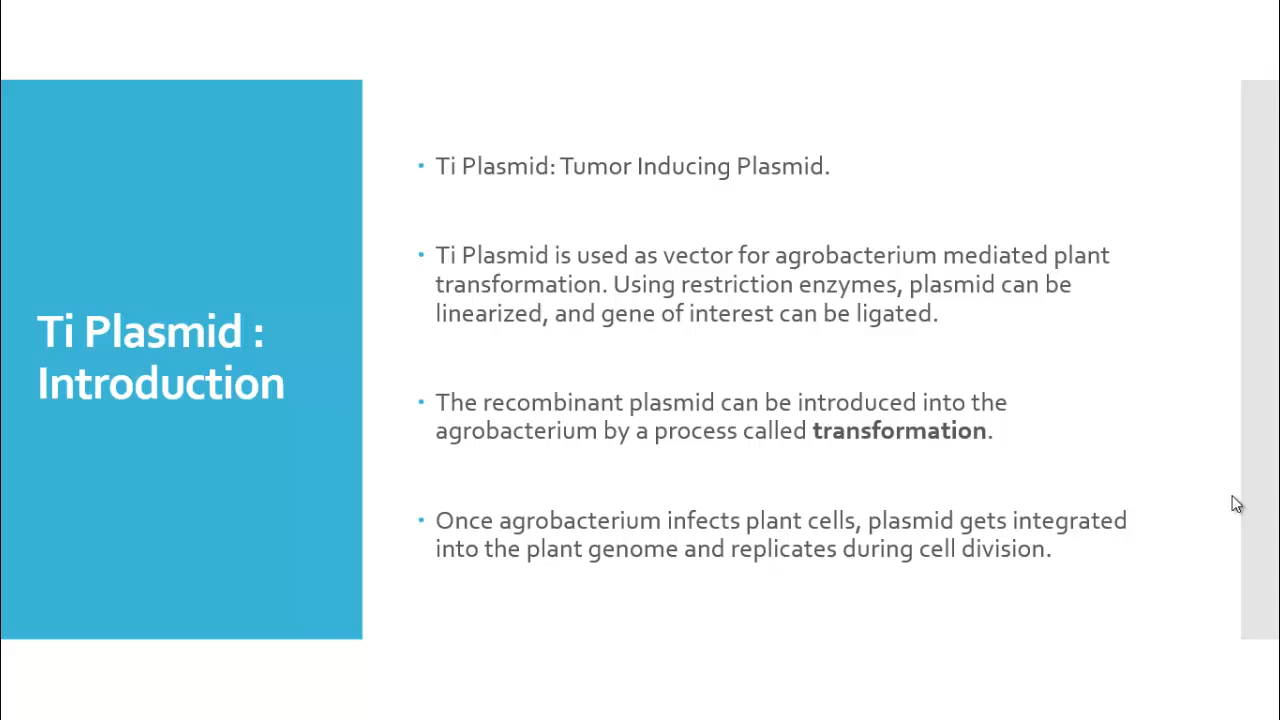 Ti Plasmid :
Introduction
• Ti Plasmid: Tumor Inducing Plasmid.
• Ti Plasmid is used as vector for agrobacterium mediated plant
transformation. Using restriction enzymes, plasmid can be
linearized, and gene of interest can be ligated.
• The recombinant plasmid can be introduced into the
agrobacterium by a process called transformation.
• Once agrobacterium infects plant cells, plasmid gets integrated
into the plant genome and replicates during cell division.